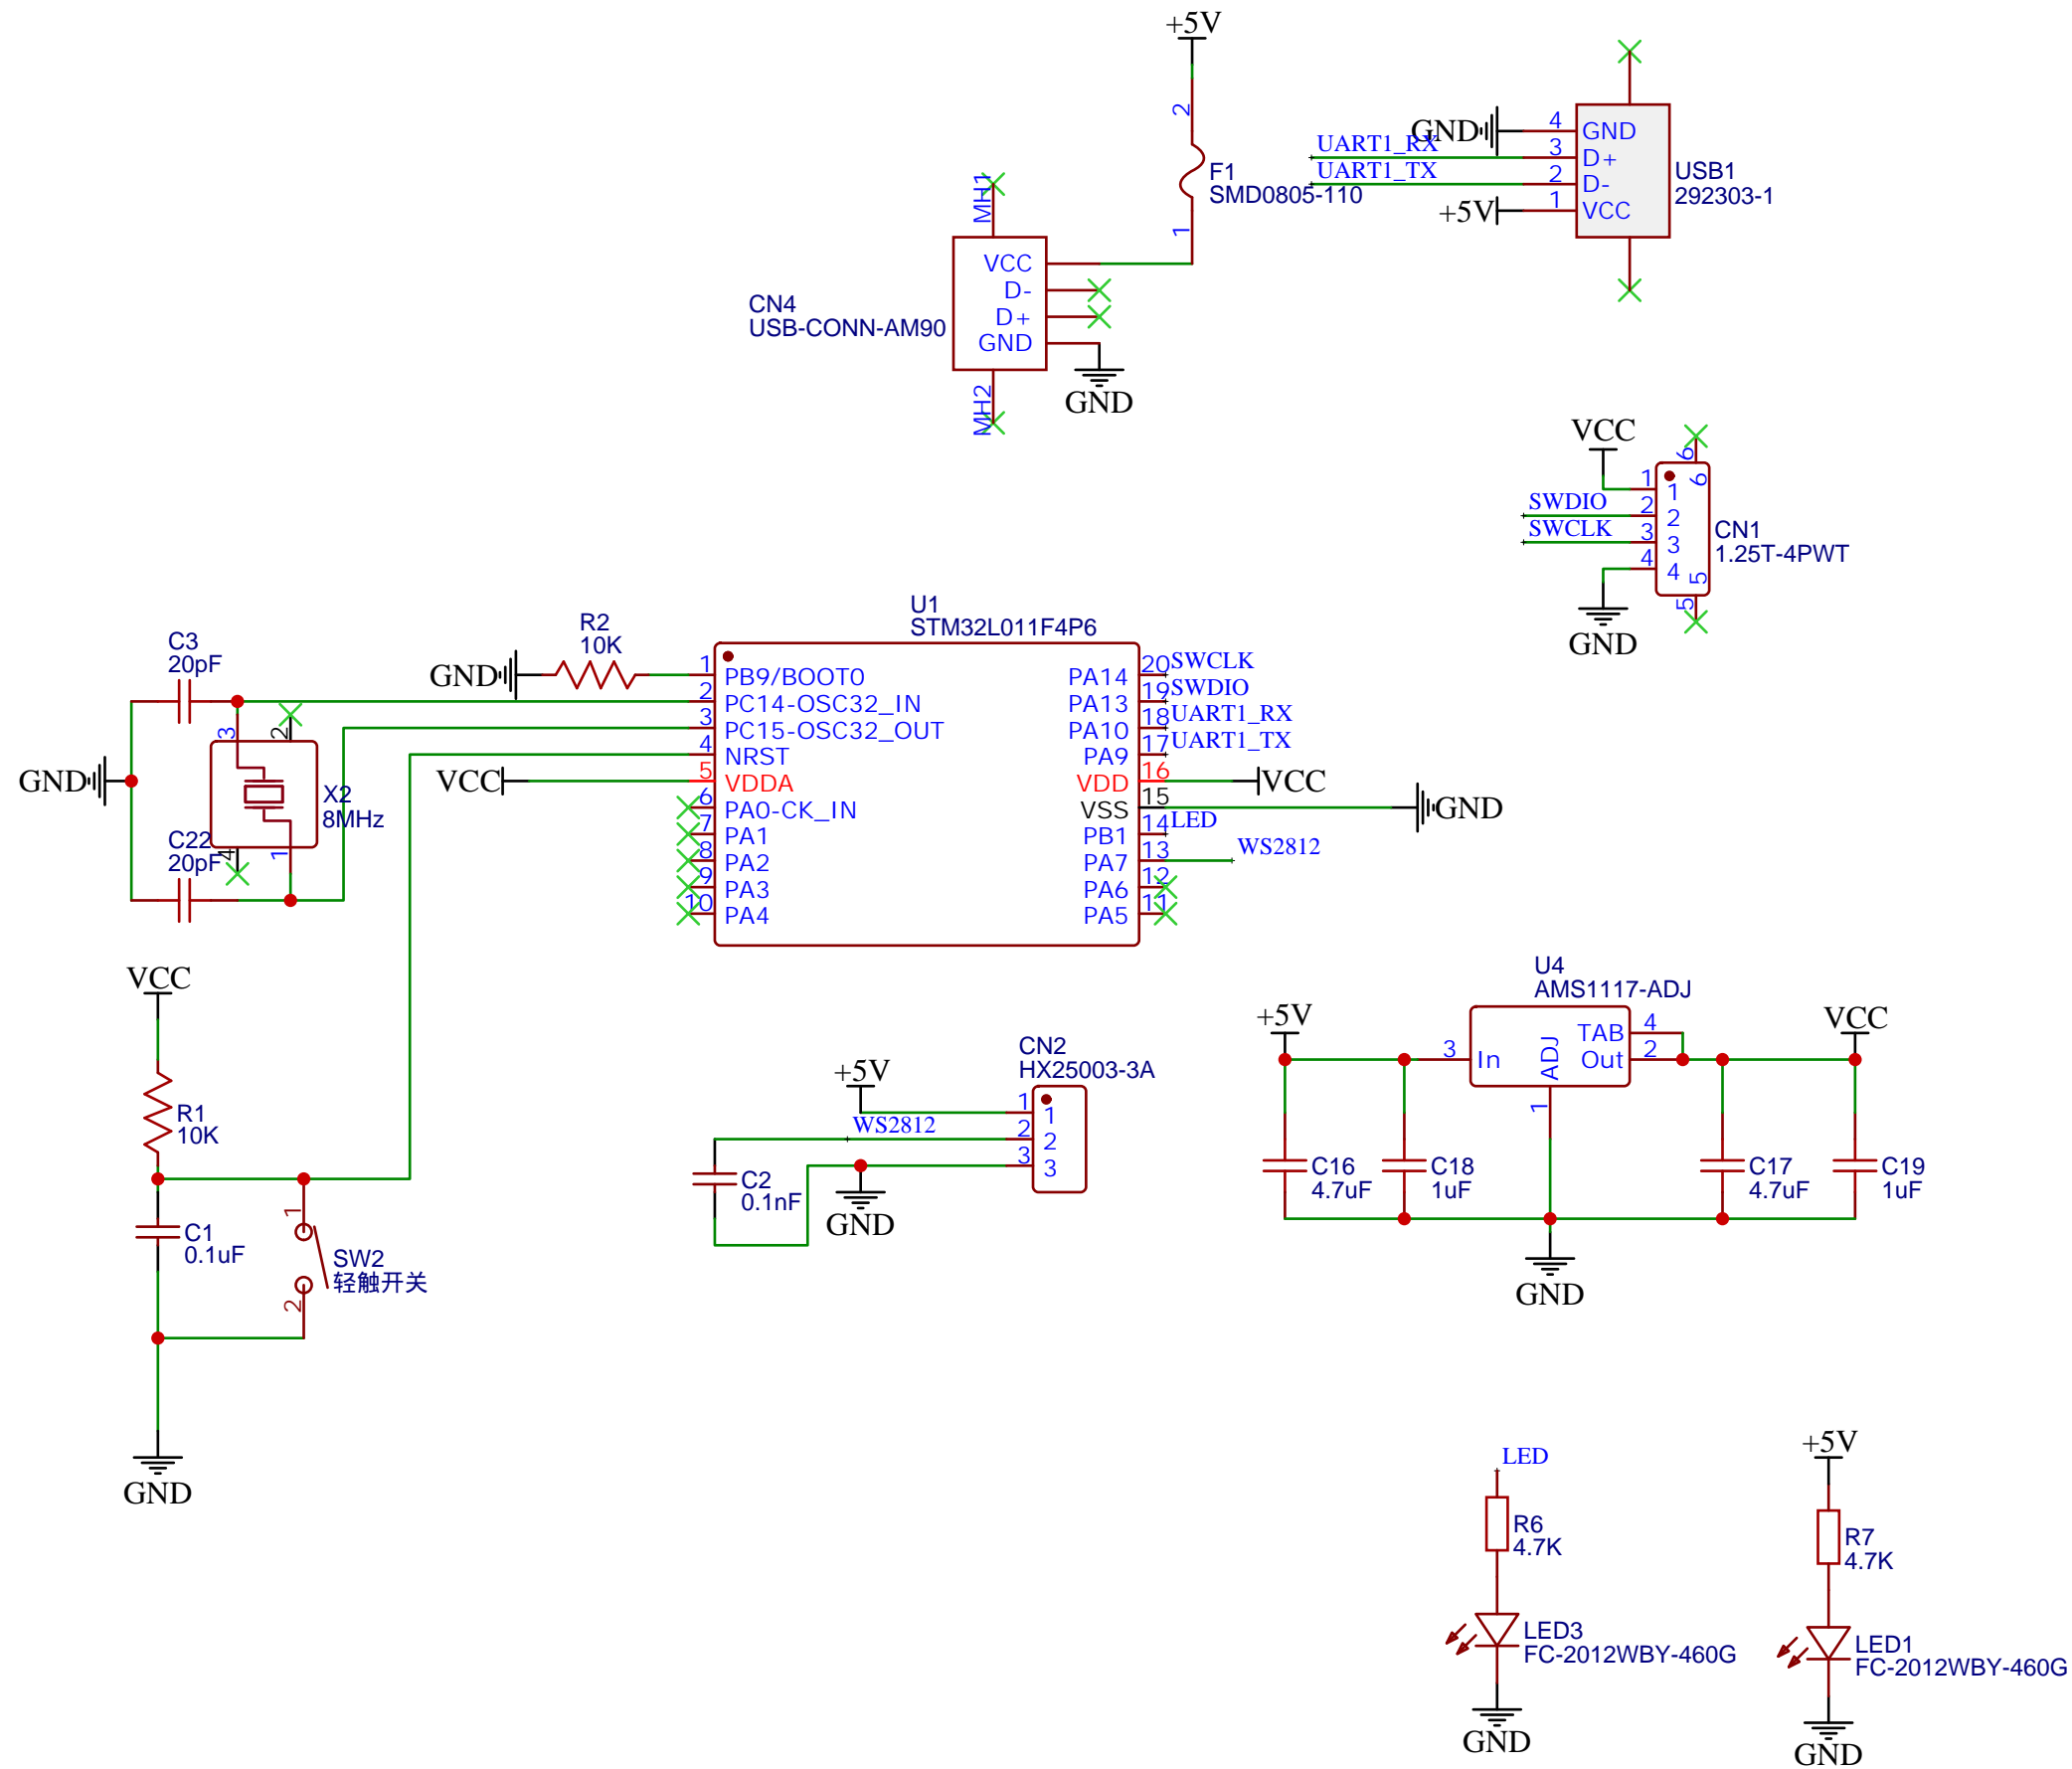 +5V
2
F1
SMD0805-110
1
GND
UART1_RX
UART1_TX
+5V
4
3
2
1
GND
D+
D-
VCC
USB1
292303-1
MH1
VCC
D-
D+
GND
MH2
CN4
USB-CONN-AM90
GND
VCC
SWDIO
SWCLK
GND
1
2
3
4
1
2
3
4
6
6
5
5
CN1
1.25T-4PWT
U1
STM32L011F4P6
R2
10K
GND
1
PB9/BOOT0
2
PC14-OSC32_IN
3
PC15-OSC32_OUT
4
NRST
VCC
5
VDDA
6
PA0-CK_IN
7
PA1
8
PA2
9
PA3
10
PA4
PA14
20
SWCLK
PA13
19
SWDIO
PA10
18
UART1_RX
PA9
17
UART1_TX
VDD
16
VCC
VSS
15
GND
PB1
14
LED
PA7
13
WS2812
PA6
12
PA5
11
C3
20pF
3
2
GND
X2
8MHz
C22
20pF
4
1
VCC
R1
10K
C1
0.1uF
1
2
SW2
轻触开关
GND
CN2
HX25003-3A
+5V
WS2812
1
2
3
1
2
3
C2
0.1nF
GND
U4
AMS1117-ADJ
+5V
VCC
3
In
ADJ
1
TAB
4
Out
2
C16
4.7uF
C18
1uF
C17
4.7uF
C19
1uF
GND
LED
R6
4.7K
LED3
FC-2012WBY-460G
GND
+5V
R7
4.7K
LED1
FC-2012WBY-460G
GND